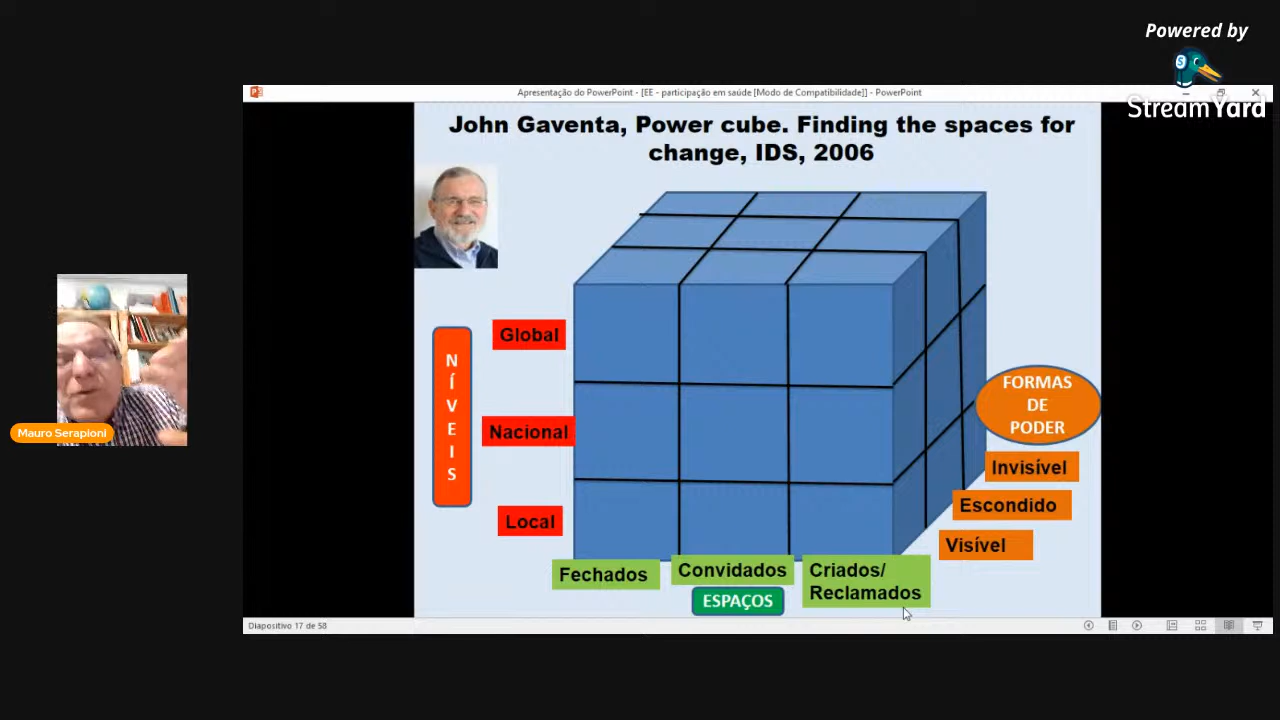 Powered by
StreamYard
Apresentação do PowerPoint - [EE - participação em saúde [Modo de Compatibilidade]] - PowerPoint
John Gaventa, Power cube. Finding the spaces for
change, IDS, 2006
NÍVEIS
Global
Nacional
Local
FORMAS
DE
PODER
Invisível
Escondido
Visível
Fechados
Convidados
Criados/
Reclamados
ESPAÇOS
Mauro Serapioni
Diapositivo 17 de 58